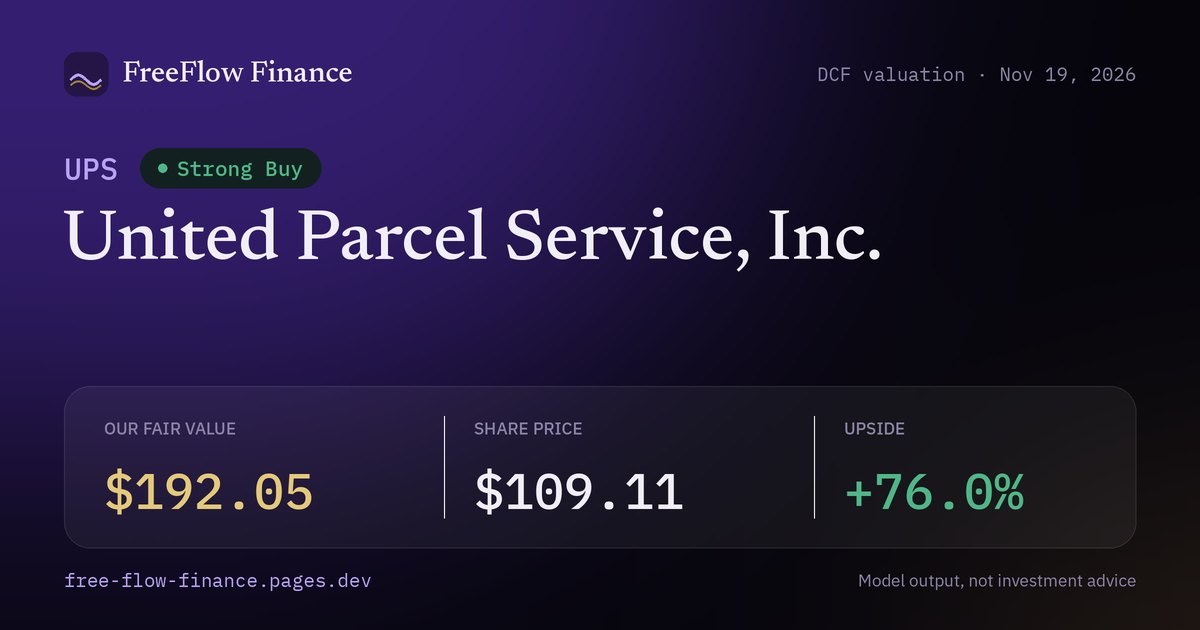 FreeFlow Finance
DCF valuation · Nov 19, 2026
UPS
Strong Buy
United Parcel Service, Inc.
OUR FAIR VALUE
$192.05
SHARE PRICE
$109.11
UPSIDE
+76.0%
free-flow-finance.pages.dev
Model output, not investment advice